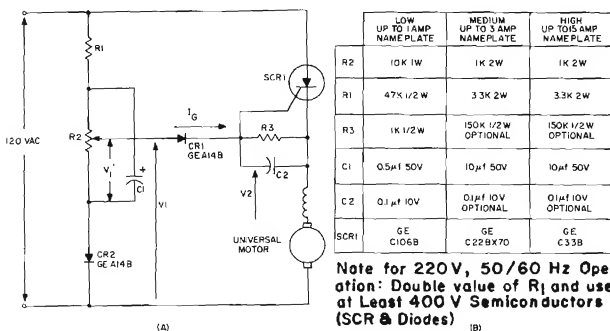 R1
SCR1
I_G
R3
R2
120 VAC
CR1
GE A14B
V1'
C1
+
V1
V2
C2
CR2
GE A14B
UNIVERSAL
MOTOR
(A)
LOW UP TO 1 AMP NAMEPLATE | MEDIUM UP TO 3 AMP NAMEPLATE | HIGH UP TO 15 AMP NAMEPLATE
R2 | 10K 1W | 1K 2W | 1K 2W
R1 | 47K 1/2 W | 3.3K 2W | 3.3K 2W
R3 | 1K 1/2 W | 150K 1/2 W OPTIONAL | 150K 1/2 W OPTIONAL
C1 | 0.5µf 50V | 10µf 50V | 10µf 50V
C2 | 0.1µf 10V | 0.1µf 10V OPTIONAL | 0.1µf 10V OPTIONAL
SCR1 | GE C106B | GE C22BX70 | GE C33B
Note for 220V, 50/60 Hz Oper
ation: Double value of R1 and use
at Least 400 V Semiconductors
(SCR & Diodes)
(B)